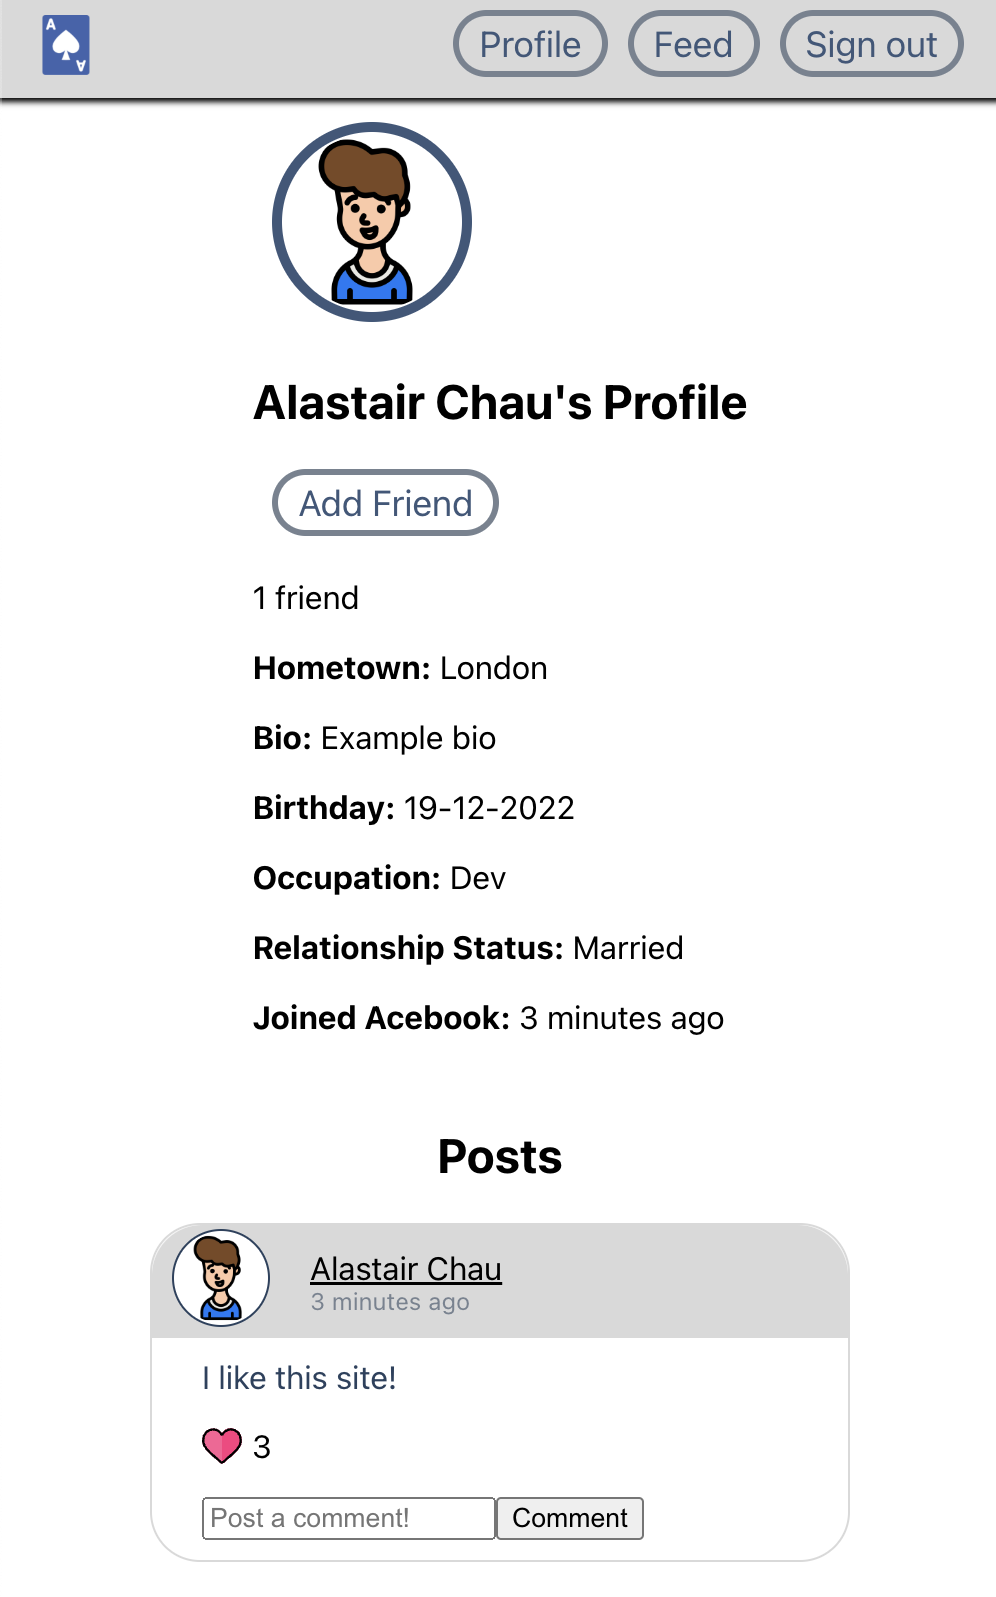 A
A
Profile
Feed
Sign out
Alastair Chau's Profile
Add Friend
1 friend
Hometown: London
Bio: Example bio
Birthday: 19-12-2022
Occupation: Dev
Relationship Status: Married
Joined Acebook: 3 minutes ago
Posts
Alastair Chau
3 minutes ago
I like this site!
3
Post a comment!
Comment